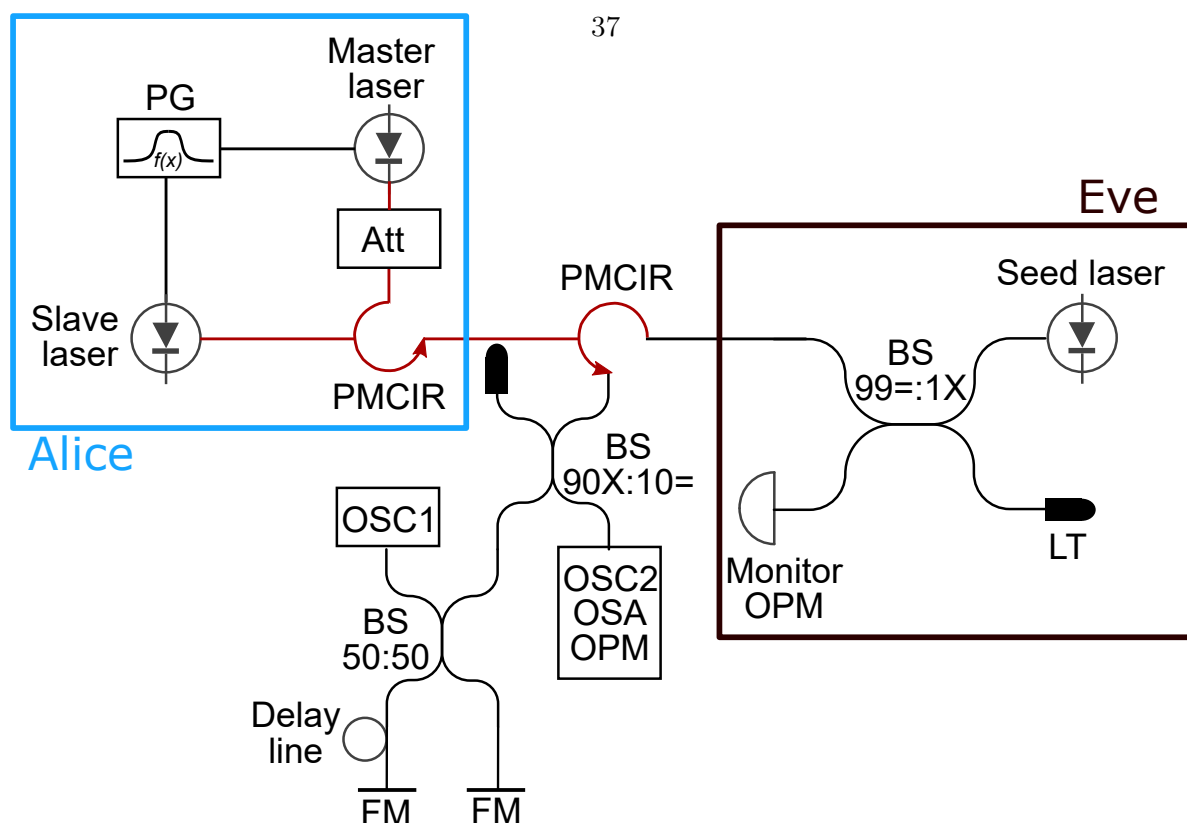 37
Master
laser
PG
f(x)
Att
Slave
laser
PMCIR
Alice
PMCIR
Eve
Seed laser
BS
99=:1X
Monitor
OPM
LT
BS
90X:10=
OSC1
OSC2
OSA
OPM
BS
50:50
Delay
line
FM
FM